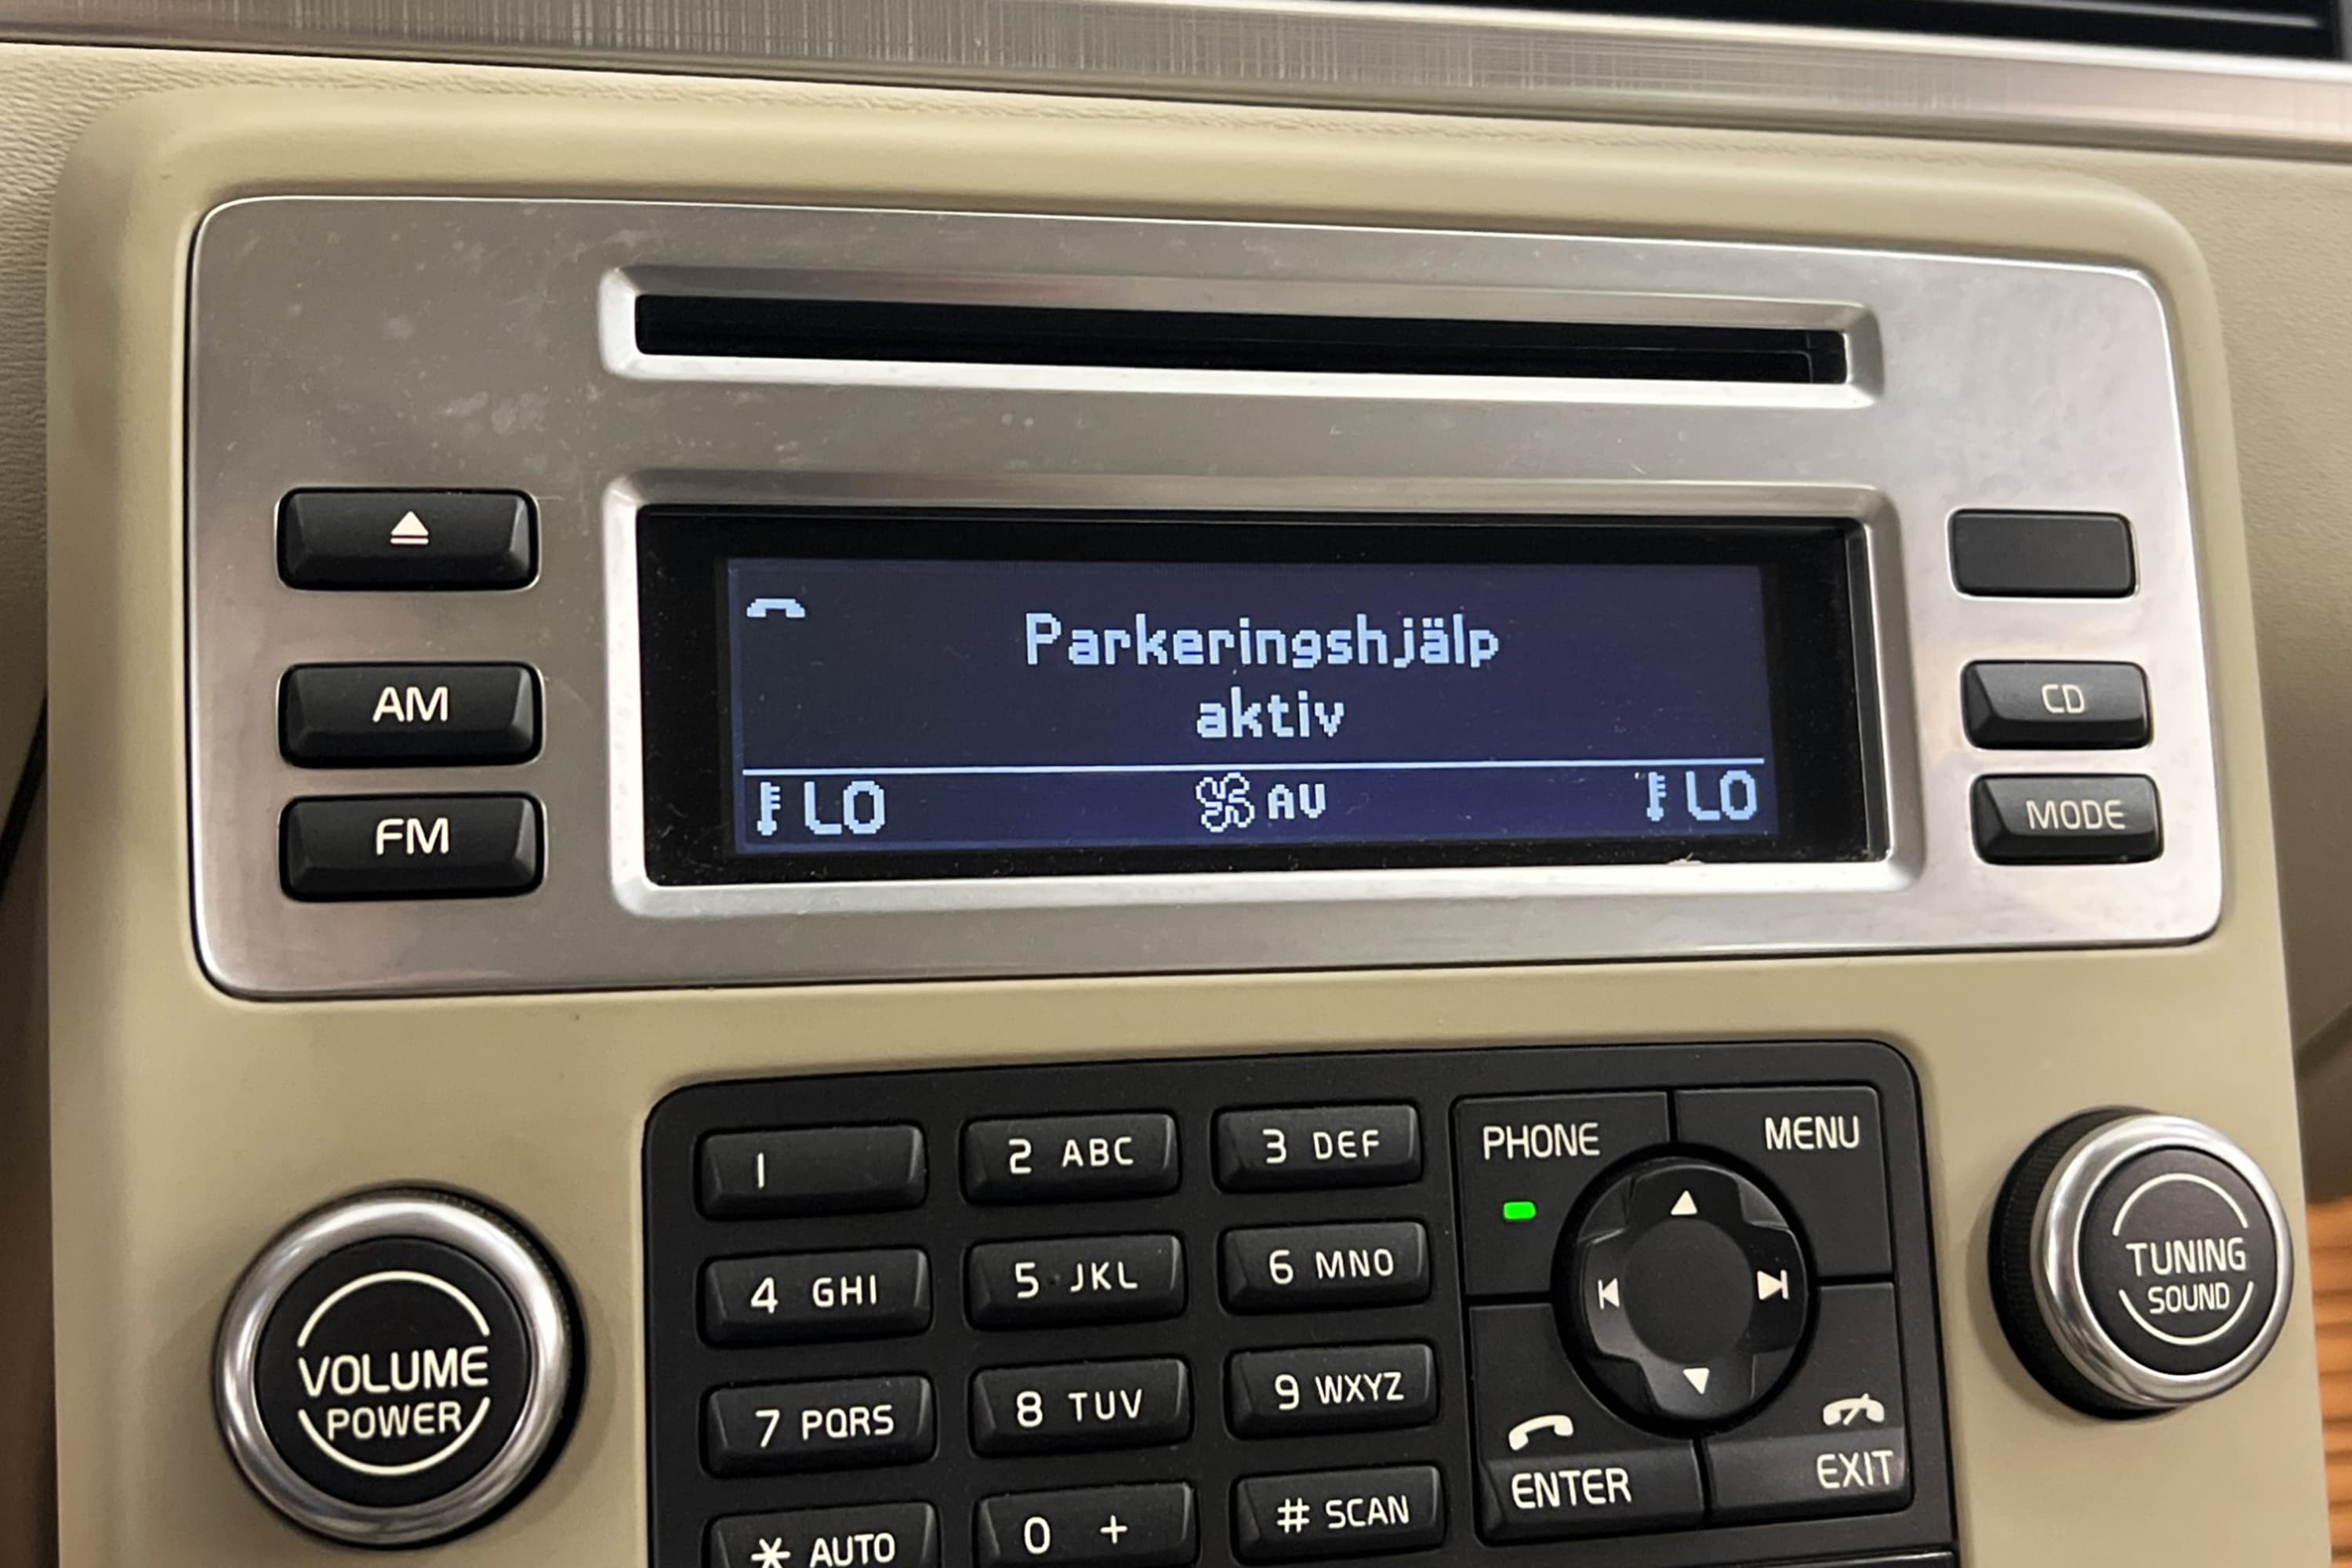 AM
FM
CD
MODE
Parkeringshjälp
aktiv
LO AV LO
VOLUME
POWER
1
2 ABC
3 DEF
4 GHI
5 JKL
6 MNO
7 PQRS
8 TUV
9 WXYZ
* AUTO
0 +
# SCAN
PHONE
MENU
ENTER
EXIT
TUNING
SOUND